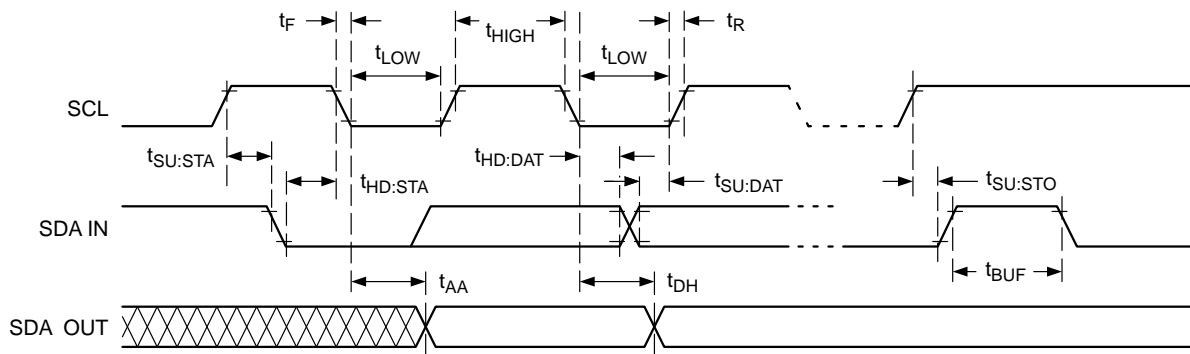 tF
tHIGH
tR
tLOW
tLOW
SCL
tSU:STA
tHD:STA
tHD:DAT
tSU:DAT
tSU:STO
SDA IN
tBUF
tAA
tDH
SDA OUT